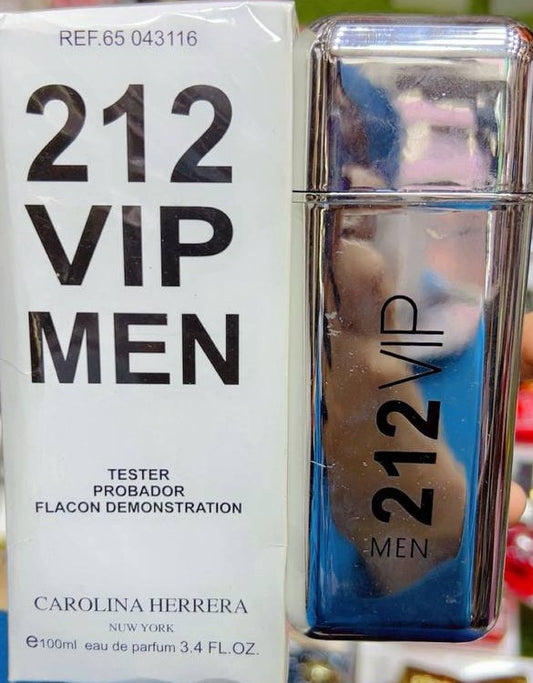 REF.65 043116
212
VIP
MEN
TESTER
PROBADOR
FLACON DEMONSTRATION
CAROLINA HERRERA
NUW YORK
e100ml eau de parfum 3.4 FL.OZ.
212 VIP
MEN